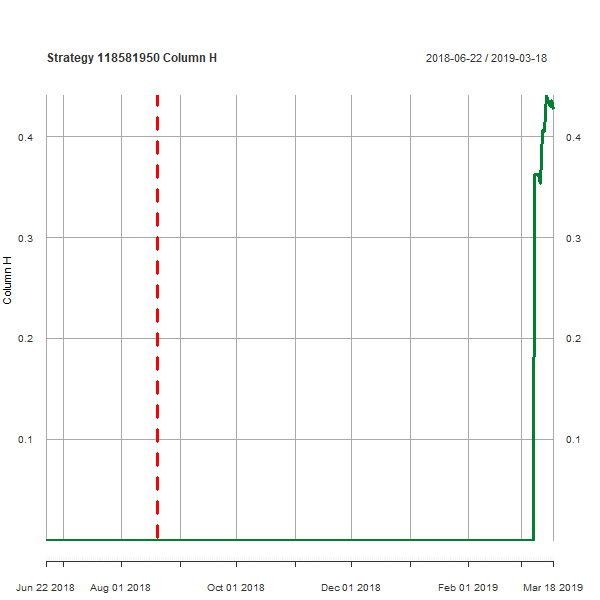 Strategy 118581950 Column H
2018-06-22 / 2019-03-18
0.4
0.4
0.3
0.3
Column H
0.2
0.2
0.1
0.1
Jun 22 2018
Aug 01 2018
Oct 01 2018
Dec 01 2018
Feb 01 2019
Mar 18 2019